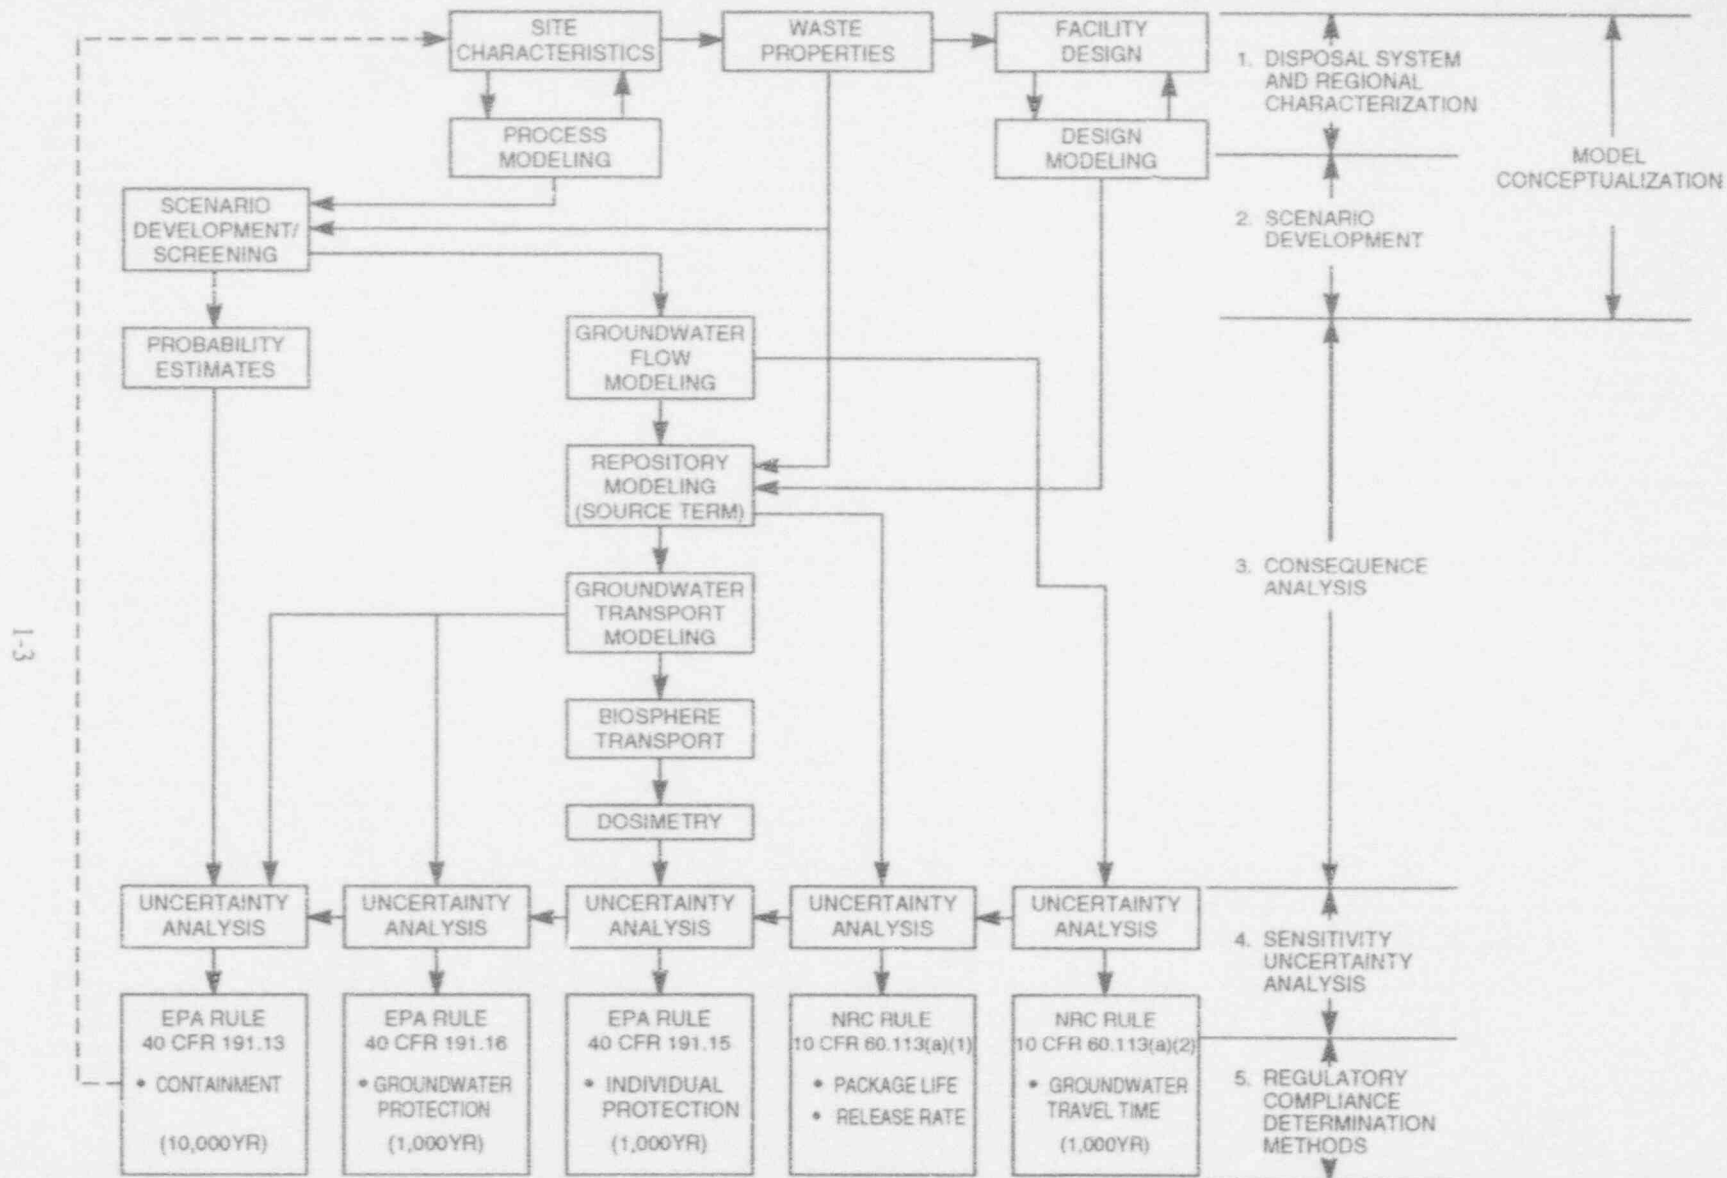 SITE
CHARACTERISTICS
WASTE
PROPERTIES
FACILITY
DESIGN
1. DISPOSAL SYSTEM
AND REGIONAL
CHARACTERIZATION
PROCESS
MODELING
DESIGN
MODELING
MODEL
CONCEPTUALIZATION
SCENARIO
DEVELOPMENT/
SCREENING
2. SCENARIO
DEVELOPMENT
PROBABILITY
ESTIMATES
GROUNDWATER
FLOW
MODELING
REPOSITORY
MODELING
(SOURCE TERM)
3. CONSEQUENCE
ANALYSIS
GROUNDWATER
TRANSPORT
MODELING
I-3
BIOSPHERE
TRANSPORT
DOSIMETRY
UNCERTAINTY
ANALYSIS
UNCERTAINTY
ANALYSIS
UNCERTAINTY
ANALYSIS
UNCERTAINTY
ANALYSIS
UNCERTAINTY
ANALYSIS
4. SENSITIVITY
UNCERTAINTY
ANALYSIS
EPA RULE
40 CFR 191.13
• CONTAINMENT
(10,000YR)
EPA RULE
40 CFR 191.16
• GROUNDWATER
PROTECTION
(1,000YR)
EPA RULE
40 CFR 191.15
• INDIVIDUAL
PROTECTION
(1,000YR)
NRC RULE
10 CFR 60.113(a)(1)
• PACKAGE LIFE
• RELEASE RATE
NRC RULE
10 CFR 60.113(a)(2)
• GROUNDWATER
TRAVEL TIME
(1,000YR)
5. REGULATORY
COMPLIANCE
DETERMINATION
METHODS